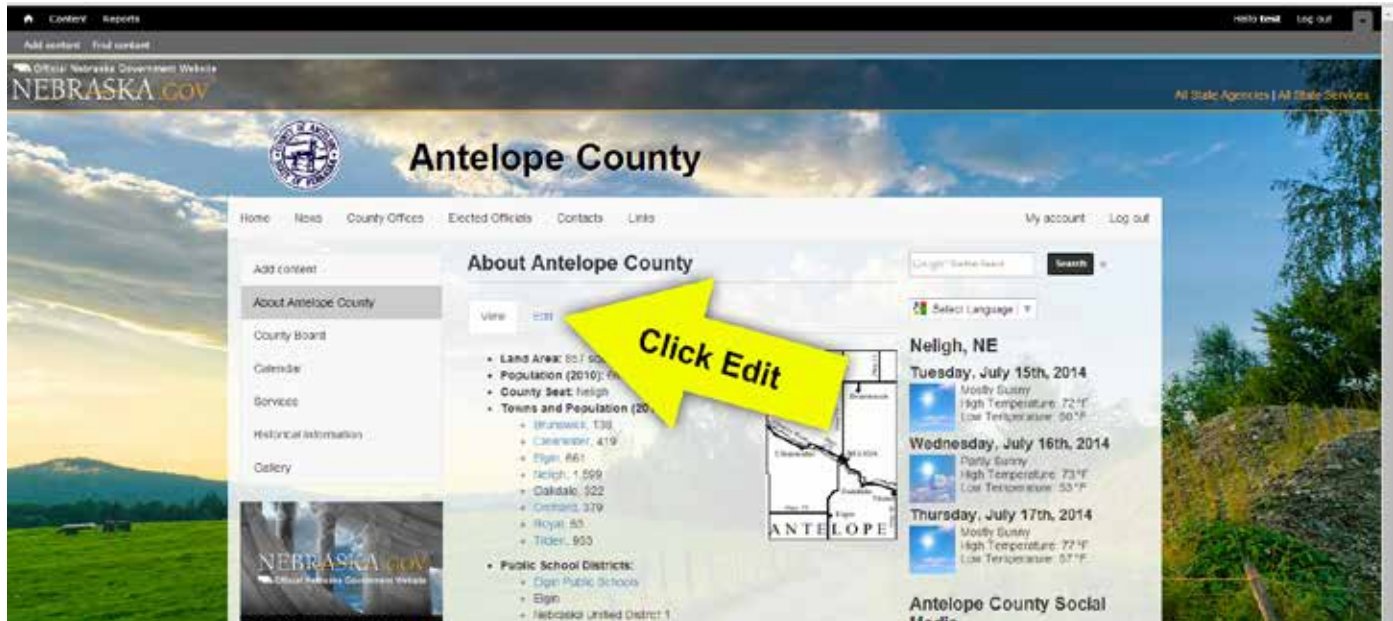 Content Reports
Hello test Log out
Add content Find content
Official Nebraska Government Website
NEBRASKA.GOV
All State Agencies | All State Services
Antelope County
Home News County Offices Elected Officials Contacts Links
My account Log out
Add content
About Antelope County
County Board
Calendar
Services
Historical Information
Gallery
NEBRASKA.GOV
Official Nebraska Government Website
About Antelope County
View Edit
Click Edit
Land Area: 857
Population (2010):
County Seat: Neligh
Towns and Population (20
Brunswick, 138
Clearwater, 419
Elgin, 661
Neligh, 1,599
Oakdale, 322
Orchard, 379
Royal, 63
Tilden, 953
Public School Districts:
Elgin Public Schools
Elgin
Nebraska Unified District 1
Brunswick
Clearwater
Oakdale
Elgin
ANTELOPE
Search
Select Language
Neligh, NE
Tuesday, July 15th, 2014
Mostly Sunny
High Temperature: 72°F
Low Temperature: 50°F
Wednesday, July 16th, 2014
Partly Sunny
High Temperature: 73°F
Low Temperature: 53°F
Thursday, July 17th, 2014
Mostly Sunny
High Temperature: 77°F
Low Temperature: 57°F
Antelope County Social
Media